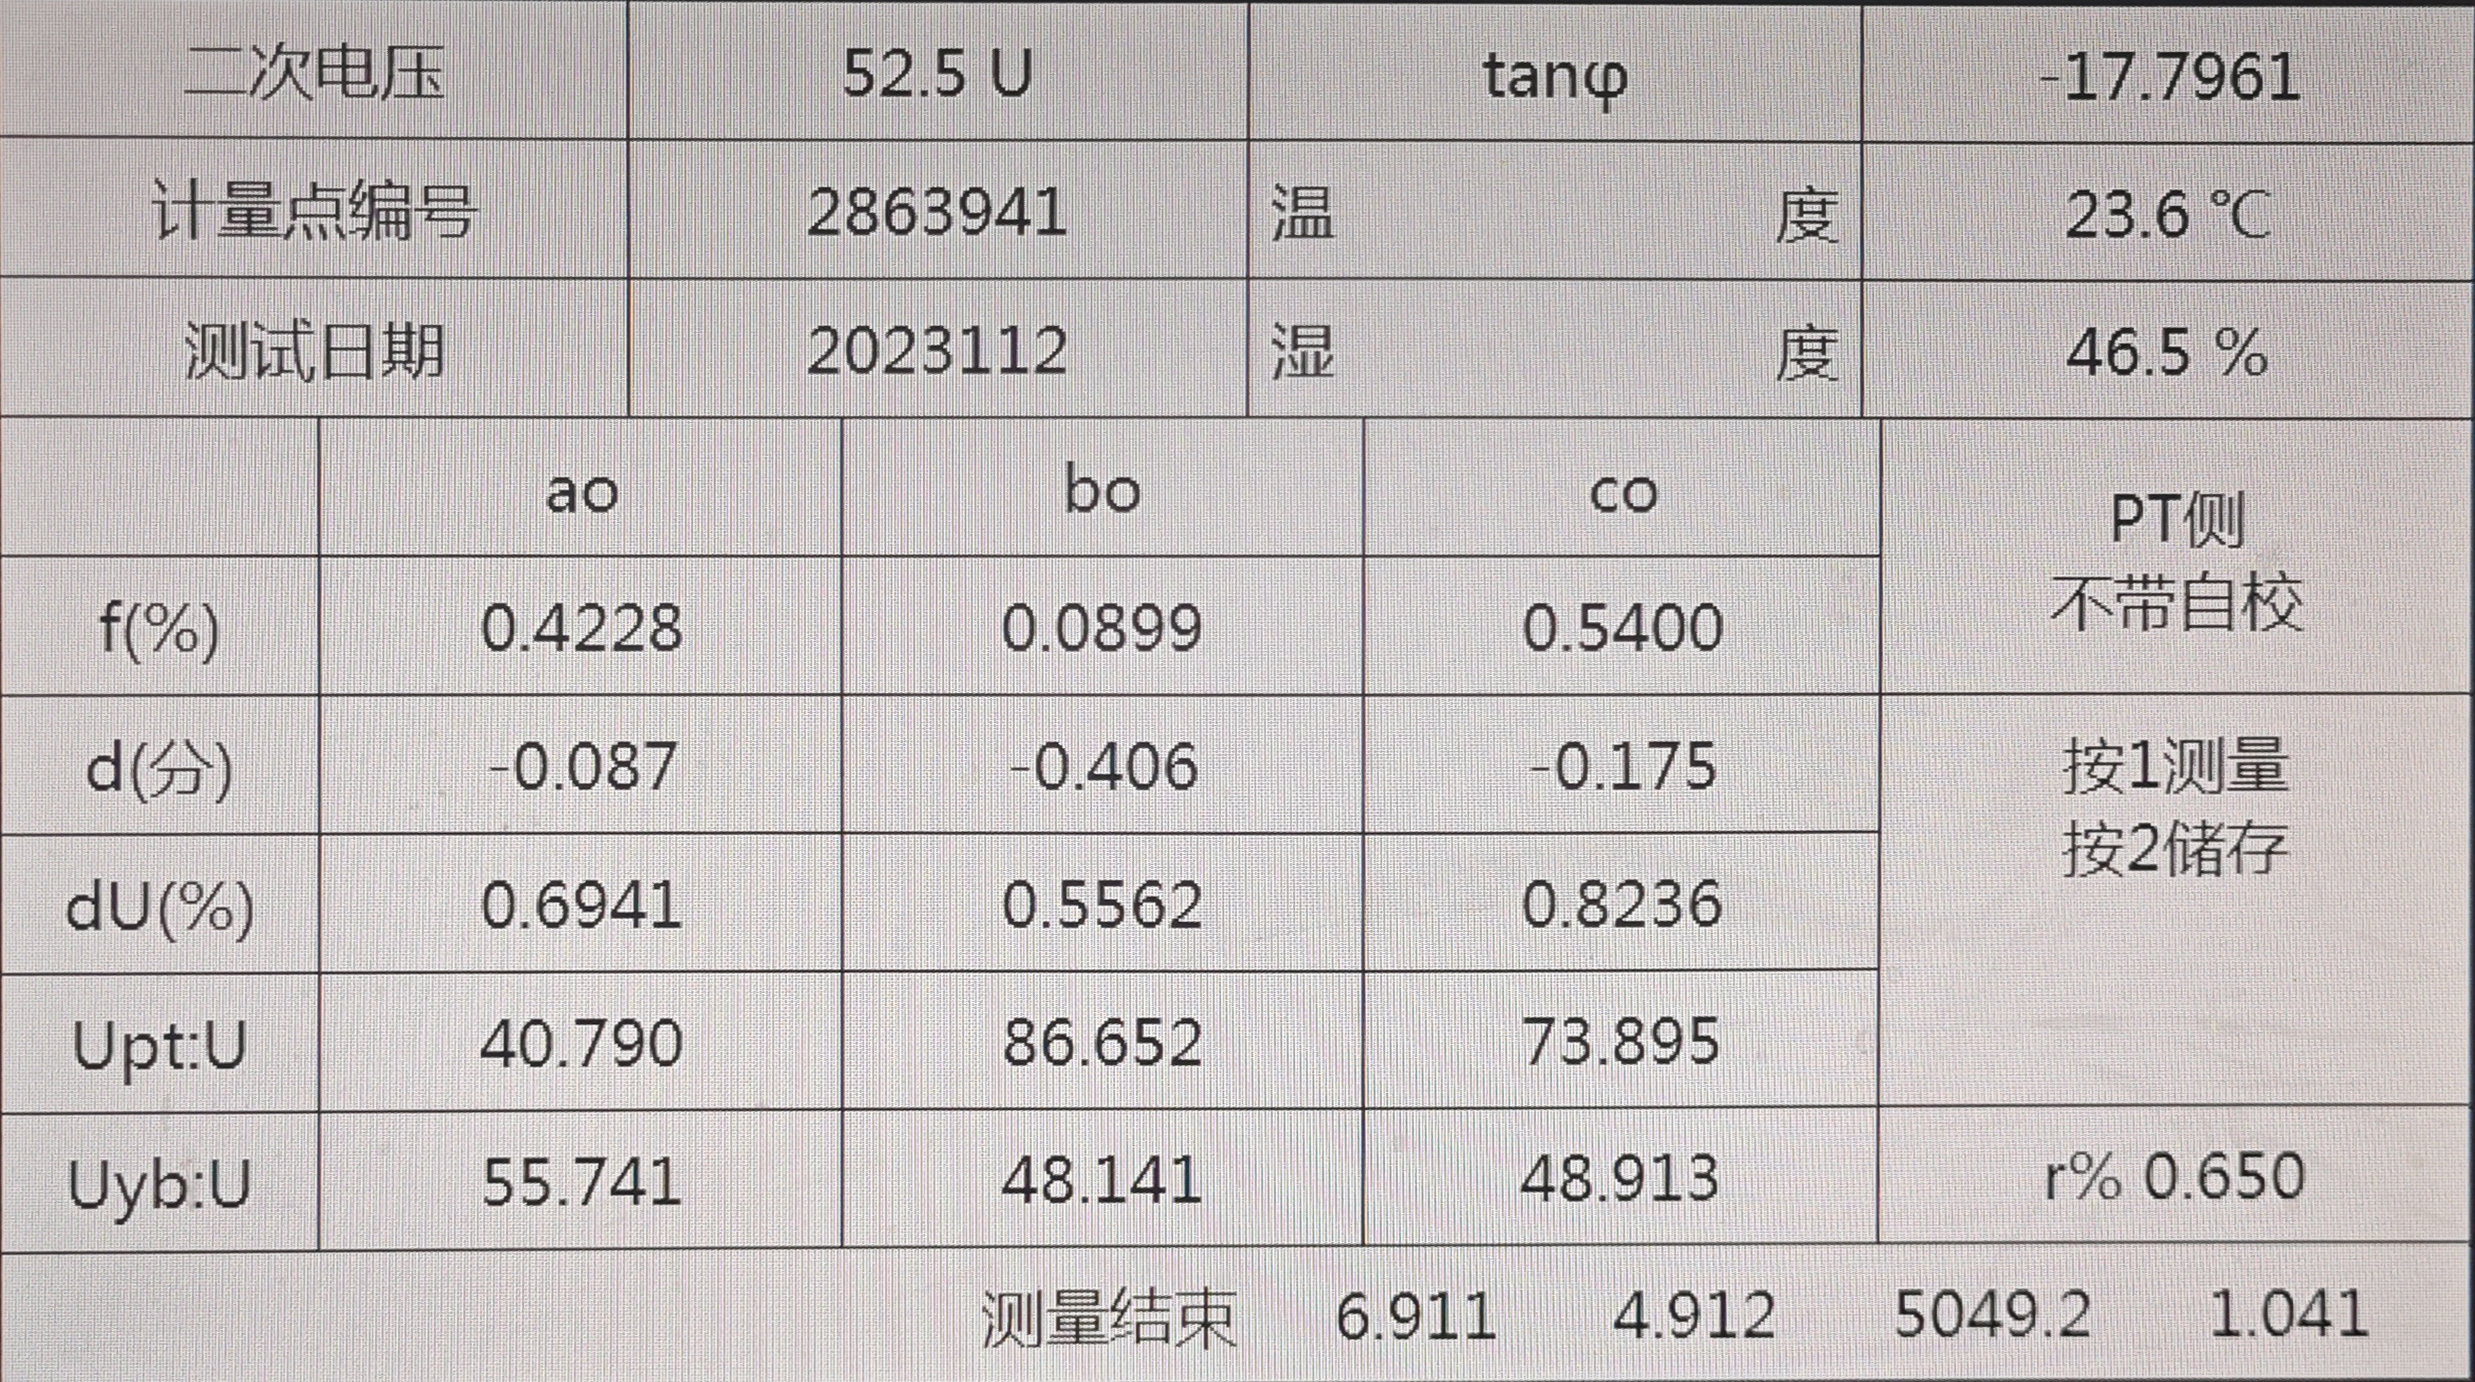 二次电压 52.5 U tanφ -17.7961
计量点编号 2863941 温度 23.6 ℃
测试日期 2023112 湿度 46.5 %
ao bo co
PT侧
不带自校
f(%) 0.4228 0.0899 0.5400
d(分) -0.087 -0.406 -0.175
按1测量
按2储存
dU(%) 0.6941 0.5562 0.8236
Upt:U 40.790 86.652 73.895
Uyb:U 55.741 48.141 48.913 r% 0.650
测量结束 6.911 4.912 5049.2 1.041